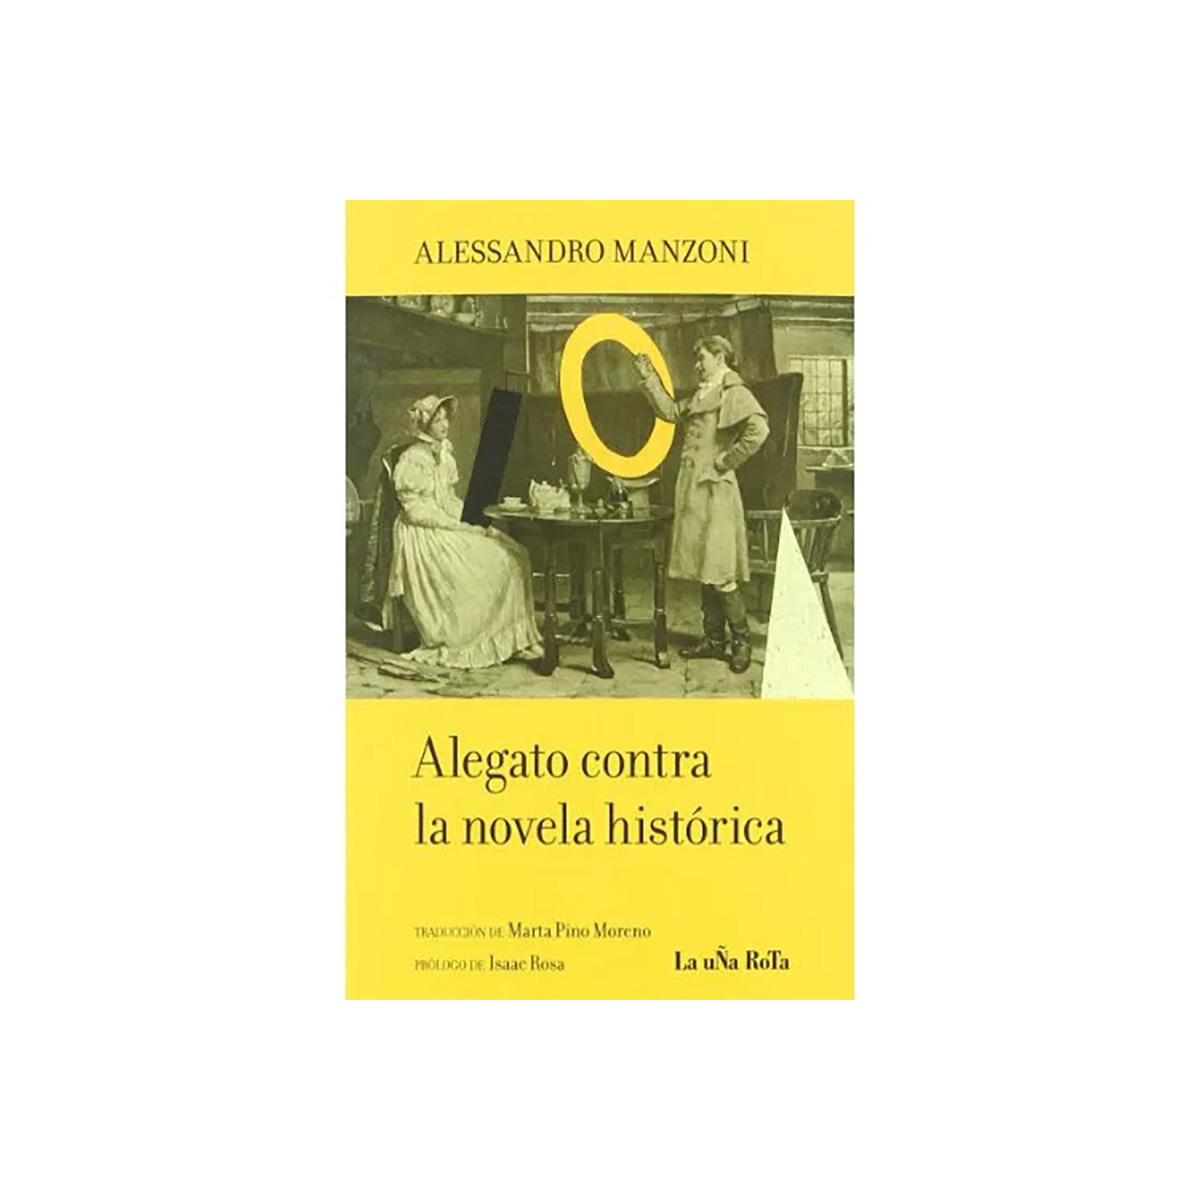 ALESSANDRO MANZONI
Alegato contra
la novela histórica
TRADUCCIÓN DE Marta Pino Moreno
PRÓLOGO DE Isaac Rosa
La uÑa RoTa